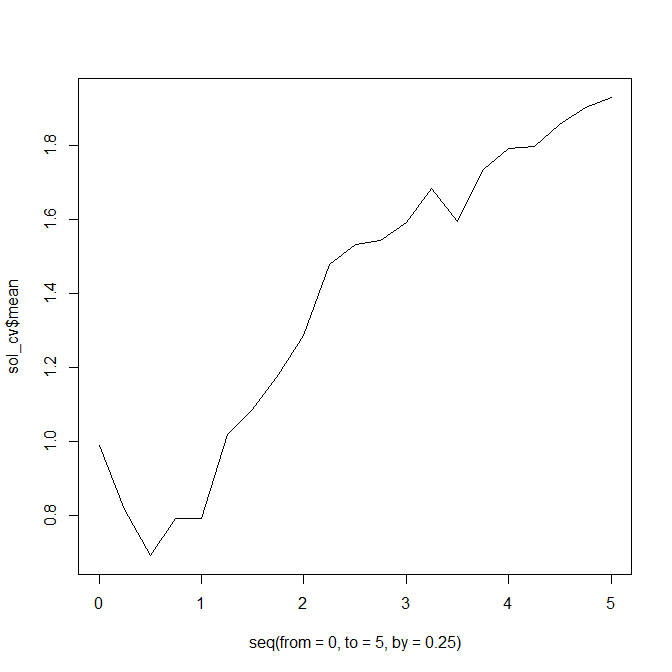 sol_cv$mean
1.8
1.6
1.4
1.2
1.0
0.8
0 1 2 3 4 5
seq(from = 0, to = 5, by = 0.25)